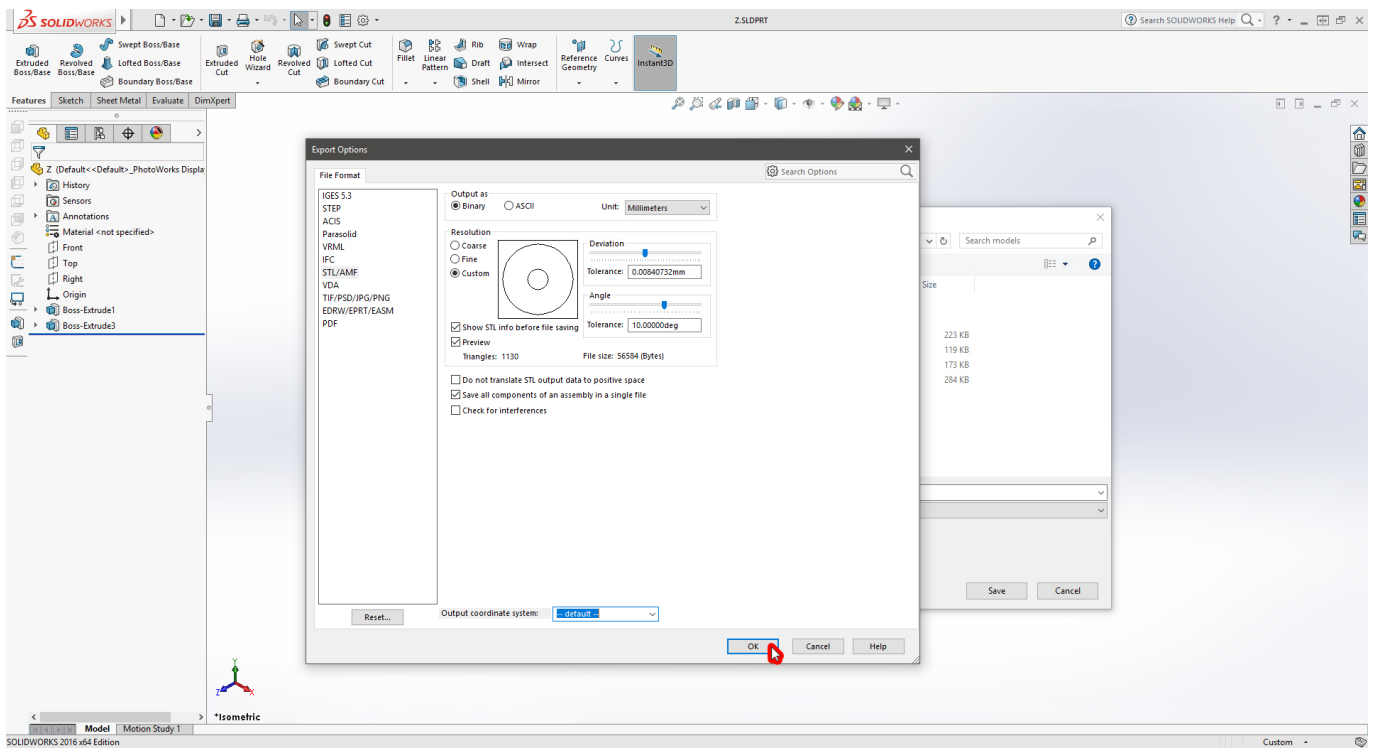 SOLIDWORKS
Z.SLDPRT
Search SOLIDWORKS Help
Extruded Boss/Base
Revolved Boss/Base
Swept Boss/Base
Lofted Boss/Base
Boundary Boss/Base
Extruded Cut
Hole Wizard
Revolved Cut
Swept Cut
Lofted Cut
Boundary Cut
Fillet
Linear Pattern
Rib
Draft
Shell
Wrap
Intersect
Mirror
Reference Geometry
Curves
Instant3D
Features Sketch Sheet Metal Evaluate DimXpert
Z (Default<<Default>_PhotoWorks Displa
History
Sensors
Annotations
Material <not specified>
Front
Top
Right
Origin
Boss-Extrude1
Boss-Extrude3
Export Options
File Format
Search Options
IGES 5.3
STEP
ACIS
Parasolid
VRML
IFC
STL/AMF
VDA
TIF/PSD/JPG/PNG
EDRW/EPRT/EASM
PDF
Output as
Binary ASCII Unit: Millimeters
Resolution
Coarse
Fine
Custom
Deviation
Tolerance: 0.00840732mm
Angle
Tolerance: 10.00000deg
Show STL info before file saving
Preview
Triangles: 1130 File size: 56584 (Bytes)
Do not translate STL output data to positive space
Save all components of an assembly in a single file
Check for interferences
Reset...
Output coordinate system: -- default --
OK Cancel Help
Search models
Size
223 KB
119 KB
173 KB
284 KB
Save Cancel
Y
Z X
*Isometric
Model Motion Study 1
SOLIDWORKS 2016 x64 Edition
Custom